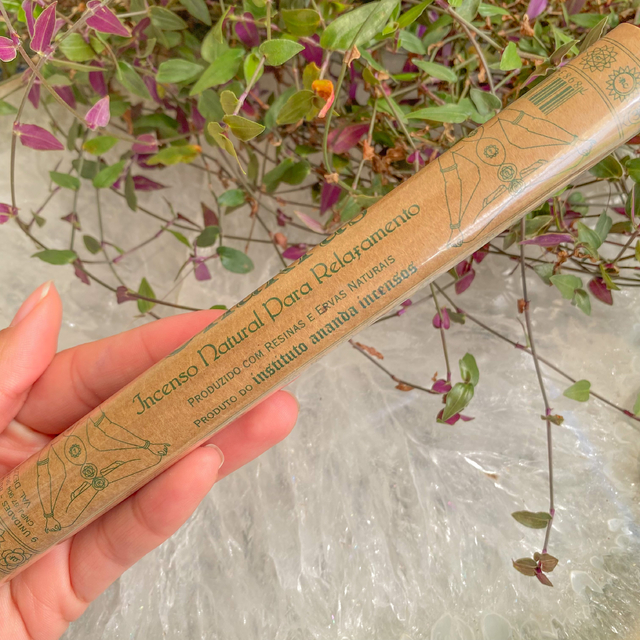 Incenso Natural Para Relaxamento
Produzido com Resinas e Ervas Naturais
Produto do instituto ananda incensos